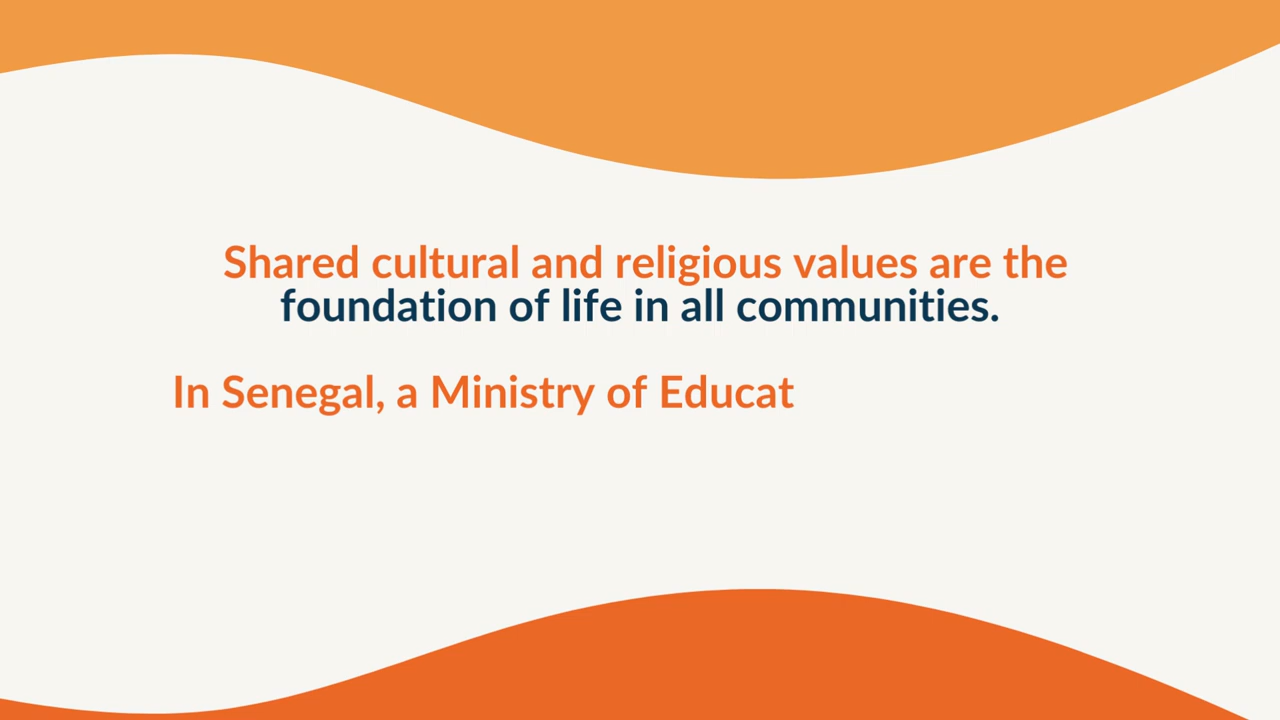 Shared cultural and religious values are the
foundation of life in all communities.
In Senegal, a Ministry of Educat